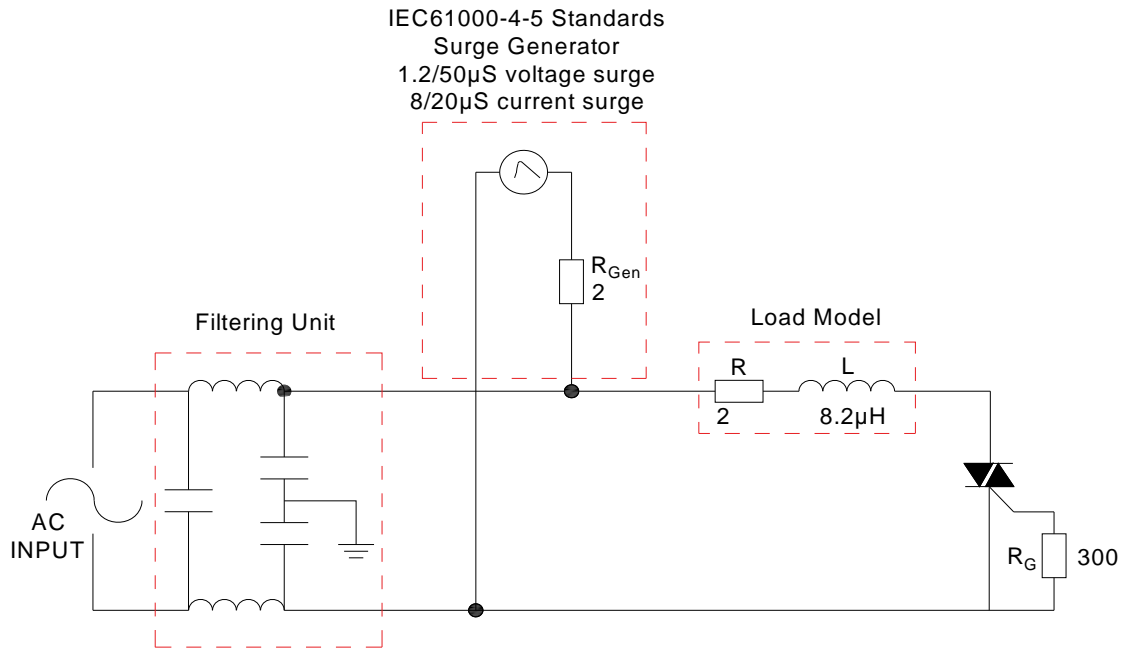 IEC61000-4-5 Standards
Surge Generator
1.2/50µS voltage surge
8/20µS current surge
RGen
2
Filtering Unit
Load Model
R
L
2
8.2µH
AC
INPUT
RG
300